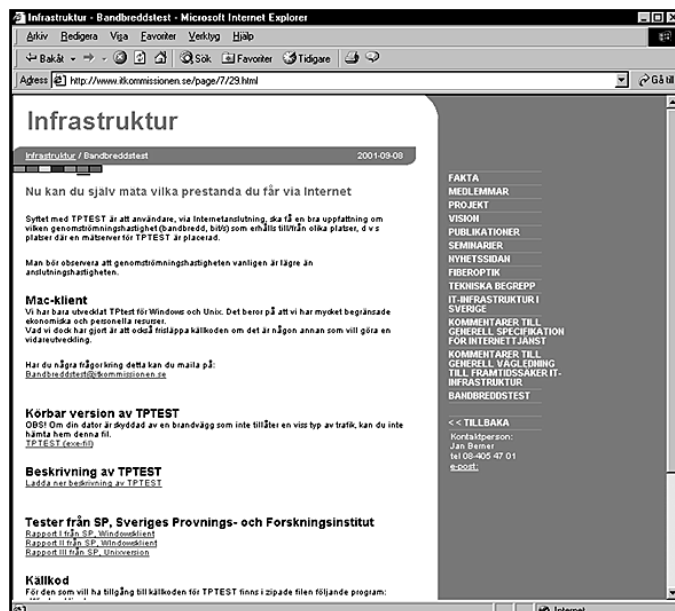 Infrastruktur - Bandbreddstest - Microsoft Internet Explorer
Arkiv Redigera Visa Favoriter Verktyg Hjälp
Bakåt Sök Favoriter Tidigare
Adress http://www.itkommissionen.se/page/7/29.html Gå till
Infrastruktur
Infrastruktur / Bandbreddstest 2001-09-08
Nu kan du själv mäta vilka prestanda du får via Internet
Syftet med TPTEST är att användare, via Internetanslutning, ska få en bra uppfattning om
vilken genomströmningshastighet (bandbredd, bit/s) som erhålls till/från olika platser, d v s
platser där en mätserver för TPTEST är placerad.
Man bör observera att genomströmningshastigheten vanligen är lägre än
anslutningshastigheten.
Mac-klient
Vi har bara utvecklat TPtest för Windows och Unix. Det beror på att vi har mycket begränsade
ekonomiska och personella resurser.
Vad vi dock har gjort är att också frisläppa källkoden om det är någon annan som vill göra en
vidareutveckling.
Har du några frågor kring detta kan du maila på:
Bandbreddstest@itkommissionen.se
Körbar version av TPTEST
OBS! Om din dator är skyddad av en brandvägg som inte tillåter en viss typ av trafik, kan du inte
hämta hem denna fil.
TPTEST (exe-fil)
Beskrivning av TPTEST
Ladda ner beskrivning av TPTEST
Tester från SP, Sveriges Provnings- och Forskningsinstitut
Rapport I från SP, Windowsklient
Rapport II från SP, Windowsklient
Rapport III från SP, Unixversion
Källkod
För den som vill ha tillgång till källkoden för TPTEST finns i zipade filen följande program:
FAKTA
MEDLEMMAR
PROJEKT
VISION
PUBLIKATIONER
SEMINARIER
NYHETSSIDAN
FIBEROPTIK
TEKNISKA BEGREPP
IT-INFRASTRUKTUR I
SVERIGE
KOMMENTARER TILL
GENERELL SPECIFIKATION
FÖR INTERNETTJÄNST
KOMMENTARER TILL
GENERELL VÄGLEDNING
TILL FRAMTIDSSÄKER IT-
INFRASTRUKTUR
BANDBREDDSTEST
<< TILLBAKA
Kontaktperson:
Jan Berner
tel 08-405 47 01
e-post:
Internet